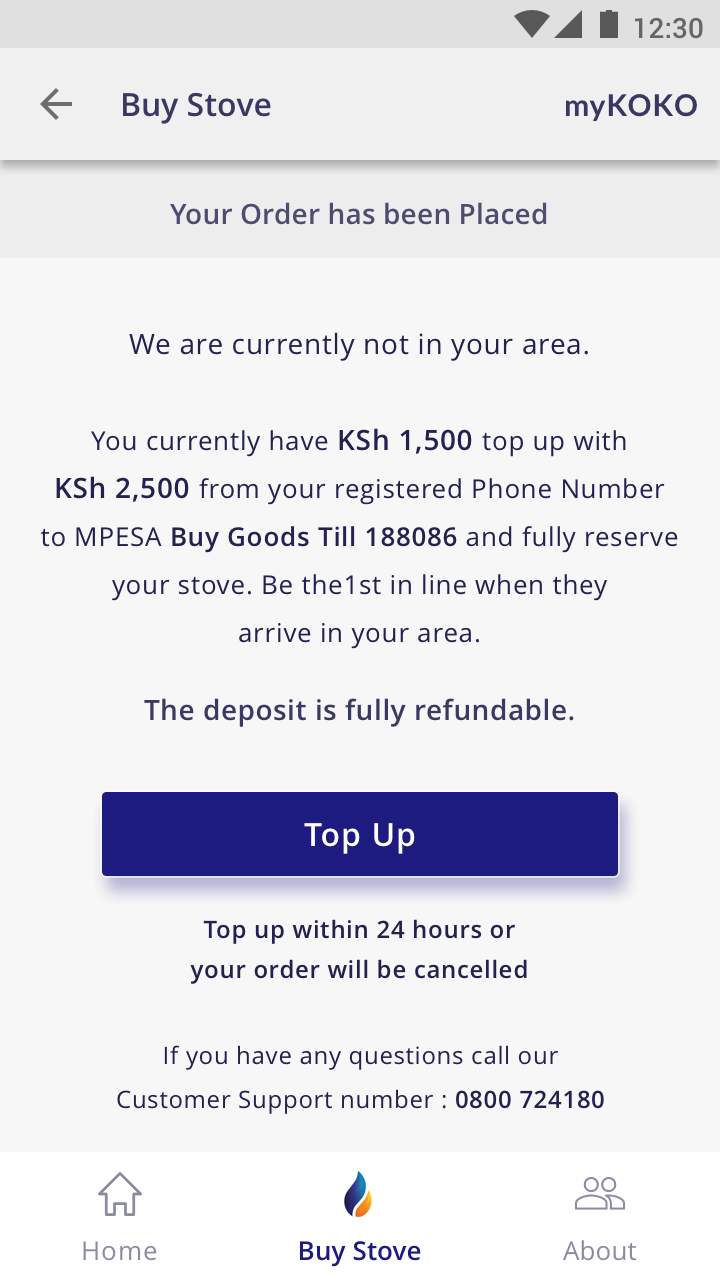 12:30
Buy Stove
myKOKO
Your Order has been Placed
We are currently not in your area.
You currently have KSh 1,500 top up with
KSh 2,500 from your registered Phone Number
to MPESA Buy Goods Till 188086 and fully reserve
your stove. Be the1st in line when they
arrive in your area.
The deposit is fully refundable.
Top Up
Top up within 24 hours or
your order will be cancelled
If you have any questions call our
Customer Support number : 0800 724180
Home
Buy Stove
About